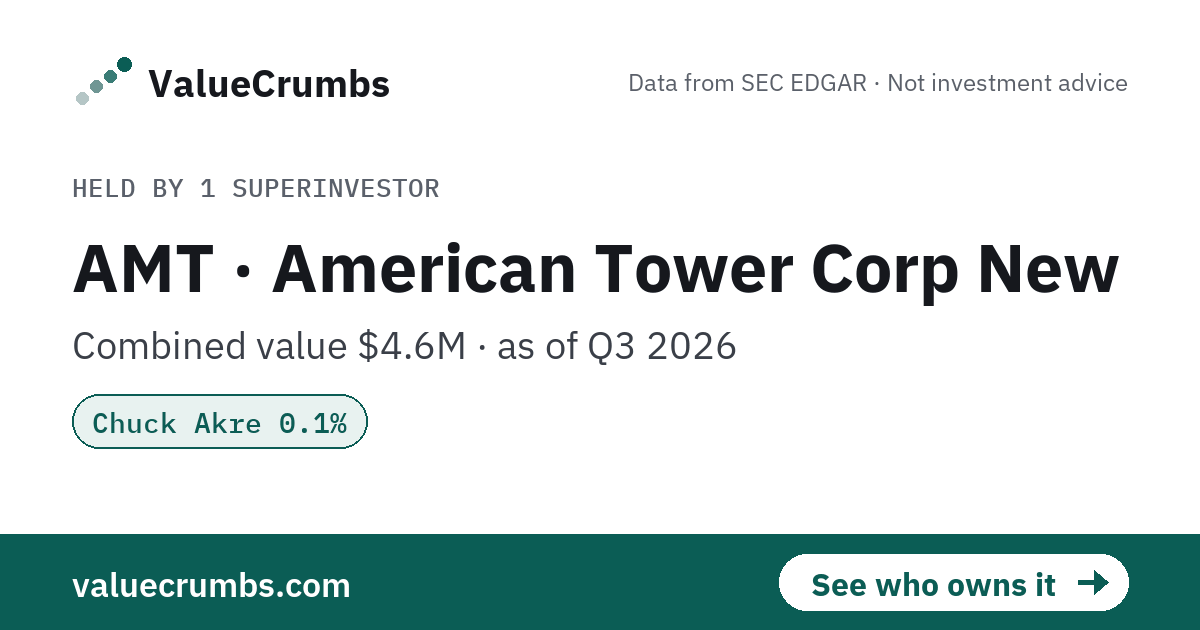 ValueCrumbs
Data from SEC EDGAR · Not investment advice
HELD BY 1 SUPERINVESTOR
AMT · American Tower Corp New
Combined value $4.6M · as of Q3 2026
Chuck Akre 0.1%
valuecrumbs.com
See who owns it →